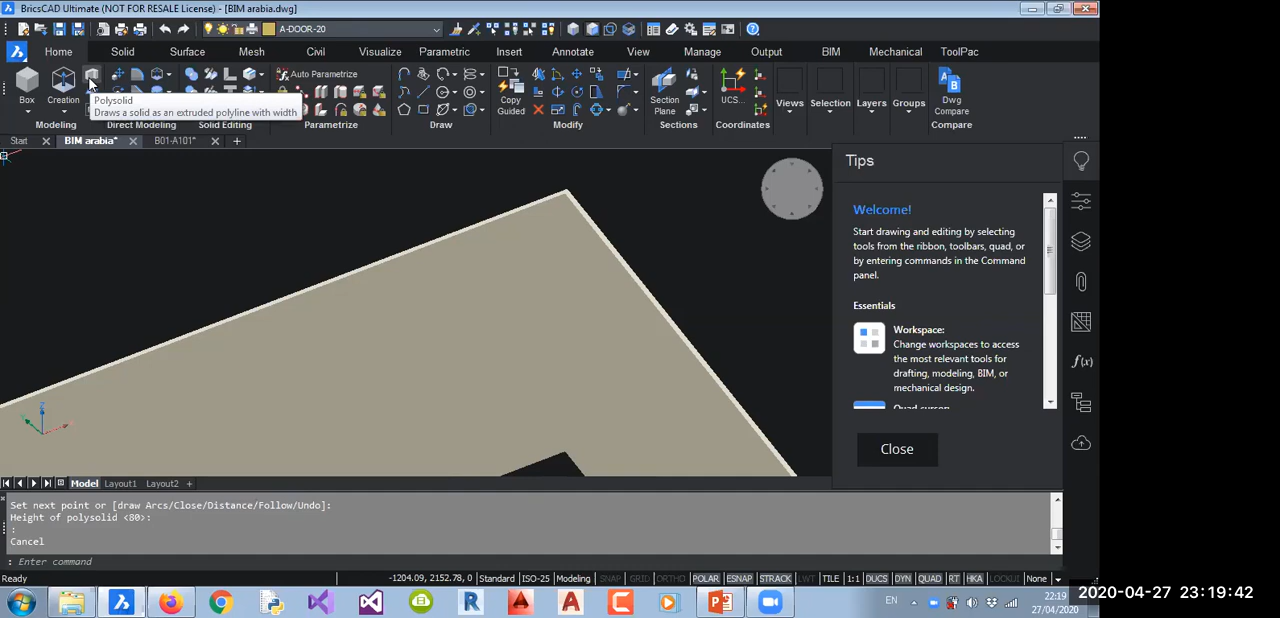 BricsCAD Ultimate (NOT FOR RESALE License) - [BIM arabia.dwg]
A-DOOR-20
Home Solid Surface Mesh Civil Visualize Parametric Insert Annotate View Manage Output BIM Mechanical ToolPac
Auto Parametrize
Box Creation
Copy Guided
Section Plane
UCS...
Views Selection Layers Groups
Dwg Compare
Polysolid
Draws a solid as an extruded polyline with width
Modeling Direct Modeling Solid Editing Parametrize Draw Modify Sections Coordinates Compare
Start BIM arabia* B01-A101*
Tips
Welcome!
Start drawing and editing by selecting
tools from the ribbon, toolbars, quad, or
by entering commands in the Command
panel.
Essentials
Workspace:
Change workspaces to access
the most relevant tools for
drafting, modeling, BIM, or
mechanical design.
Quad cursor:
Close
Z
Model Layout1 Layout2
Set next point or [draw Arcs/Close/Distance/Follow/Undo]:
Height of polysolid <80>:
:
Cancel
: Enter command
Ready -1204.09, 2152.78, 0 Standard ISO-25 Modeling SNAP GRID ORTHO POLAR ESNAP STRACK LWT TILE 1:1 DUCS DYN QUAD RT HKA LOCKUI None
EN 22:19
27/04/2020
2020-04-27 23:19:42